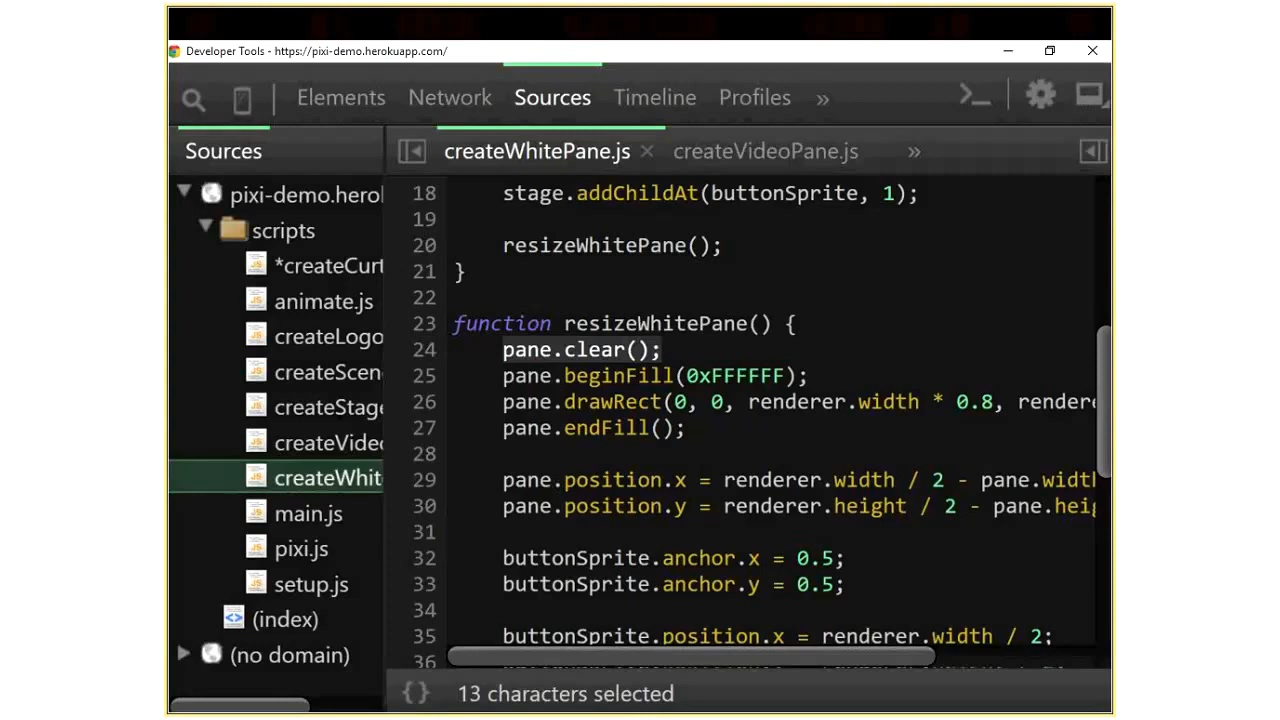 Developer Tools - https://pixi-demo.herokuapp.com/
Elements Network Sources Timeline Profiles »
Sources
createWhitePane.js × createVideoPane.js »
pixi-demo.hero
scripts
*createCurt
animate.js
createLogo
createScen
createStage
createVideo
createWhit
main.js
pixi.js
setup.js
(index)
(no domain)
18 stage.addChildAt(buttonSprite, 1);
19
20 resizeWhitePane();
21 }
22
23 function resizeWhitePane() {
24 pane.clear();
25 pane.beginFill(0xFFFFFF);
26 pane.drawRect(0, 0, renderer.width * 0.8, rendere
27 pane.endFill();
28
29 pane.position.x = renderer.width / 2 - pane.width
30 pane.position.y = renderer.height / 2 - pane.heig
31
32 buttonSprite.anchor.x = 0.5;
33 buttonSprite.anchor.y = 0.5;
34
35 buttonSprite.position.x = renderer.width / 2;
36
{} 13 characters selected